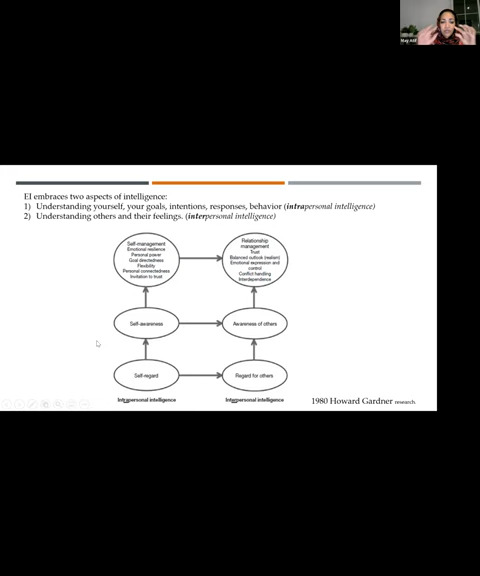 EI embraces two aspects of intelligence:
1) Understanding yourself, your goals, intentions, responses, behavior (intrapersonal intelligence)
2) Understanding others and their feelings. (interpersonal intelligence)
Self-management
Emotional resilience
Personal power
Goal directedness
Flexibility
Personal connectedness
Invitation to trust
Relationship
management
Trust
Balanced outlook (realism)
Emotional expression and
control
Conflict handling
Interdependence
Self-awareness
Awareness of others
Self-regard
Regard for others
Intrapersonal intelligence
Interpersonal intelligence
1980 Howard Gardner research.